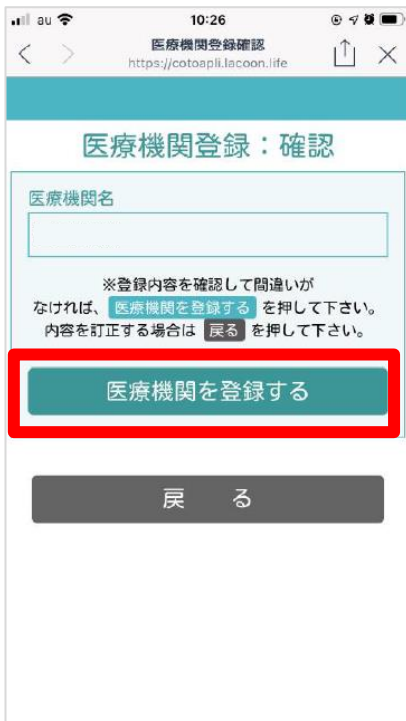 au 10:26
医療機関登録確認
https://cotoapli.lacoon.life
医療機関登録：確認
医療機関名
※登録内容を確認して間違いが
なければ、 医療機関を登録する を押して下さい。
内容を訂正する場合は 戻る を押して下さい。
医療機関を登録する
戻 る